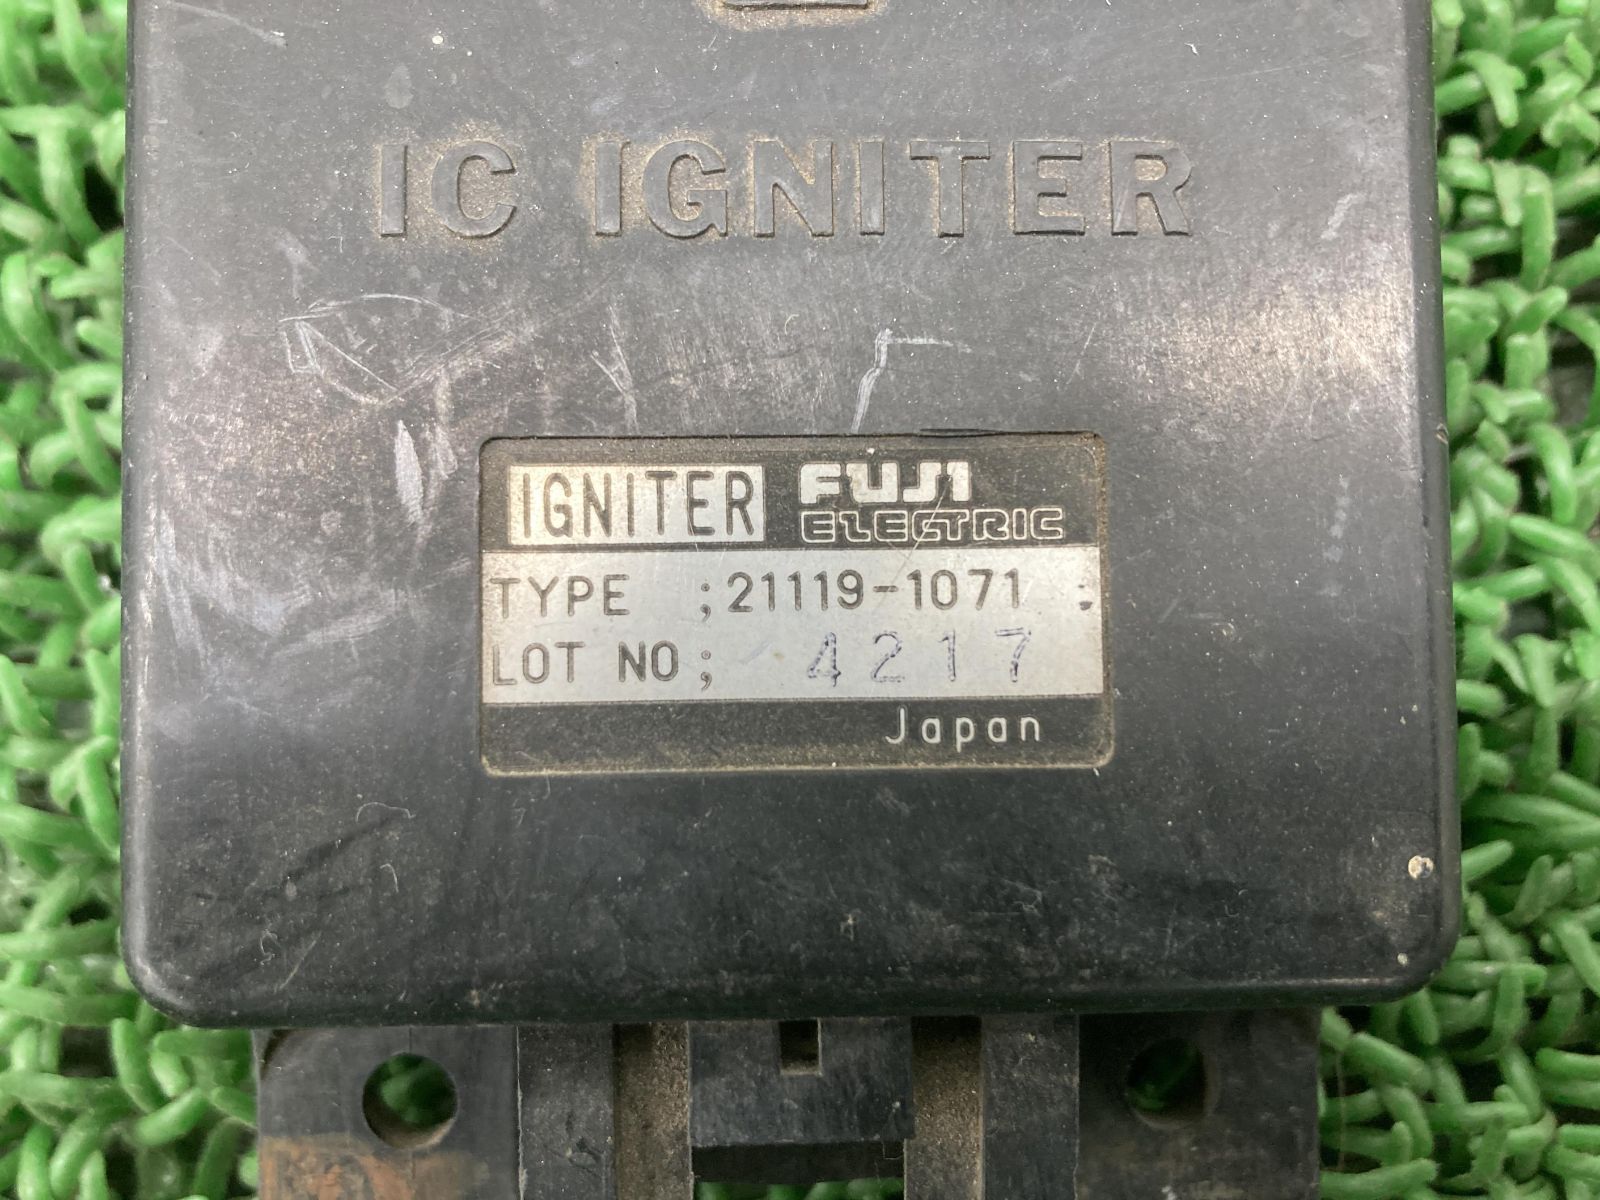 IC IGNITER
IGNITER FUJI ELECTRIC
TYPE ; 21119-1071
LOT NO ; 4217
Japan